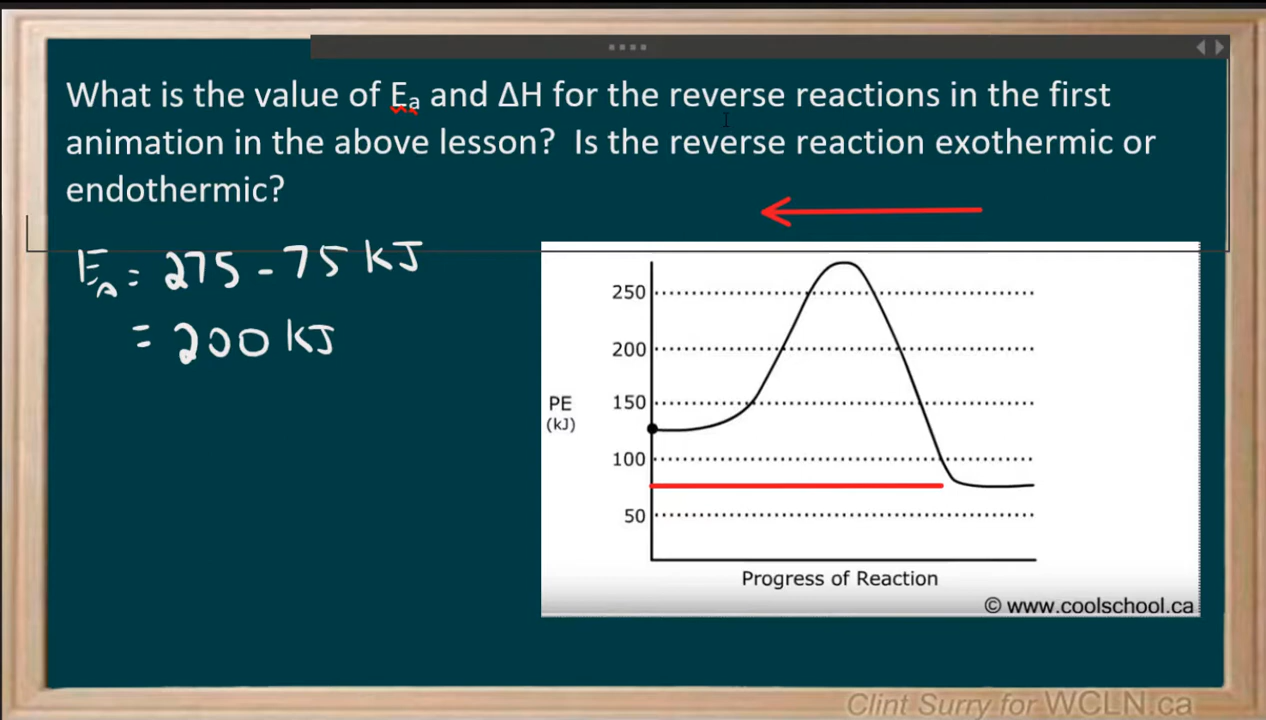 What is the value of Ea and ΔH for the reverse reactions in the first
animation in the above lesson?  Is the reverse reaction exothermic or
endothermic?
EA = 275 - 75 kJ
= 200 kJ
250
200
PE
(kJ)
150
100
50
Progress of Reaction
© www.coolschool.ca
Clint Surry for WCLN.ca